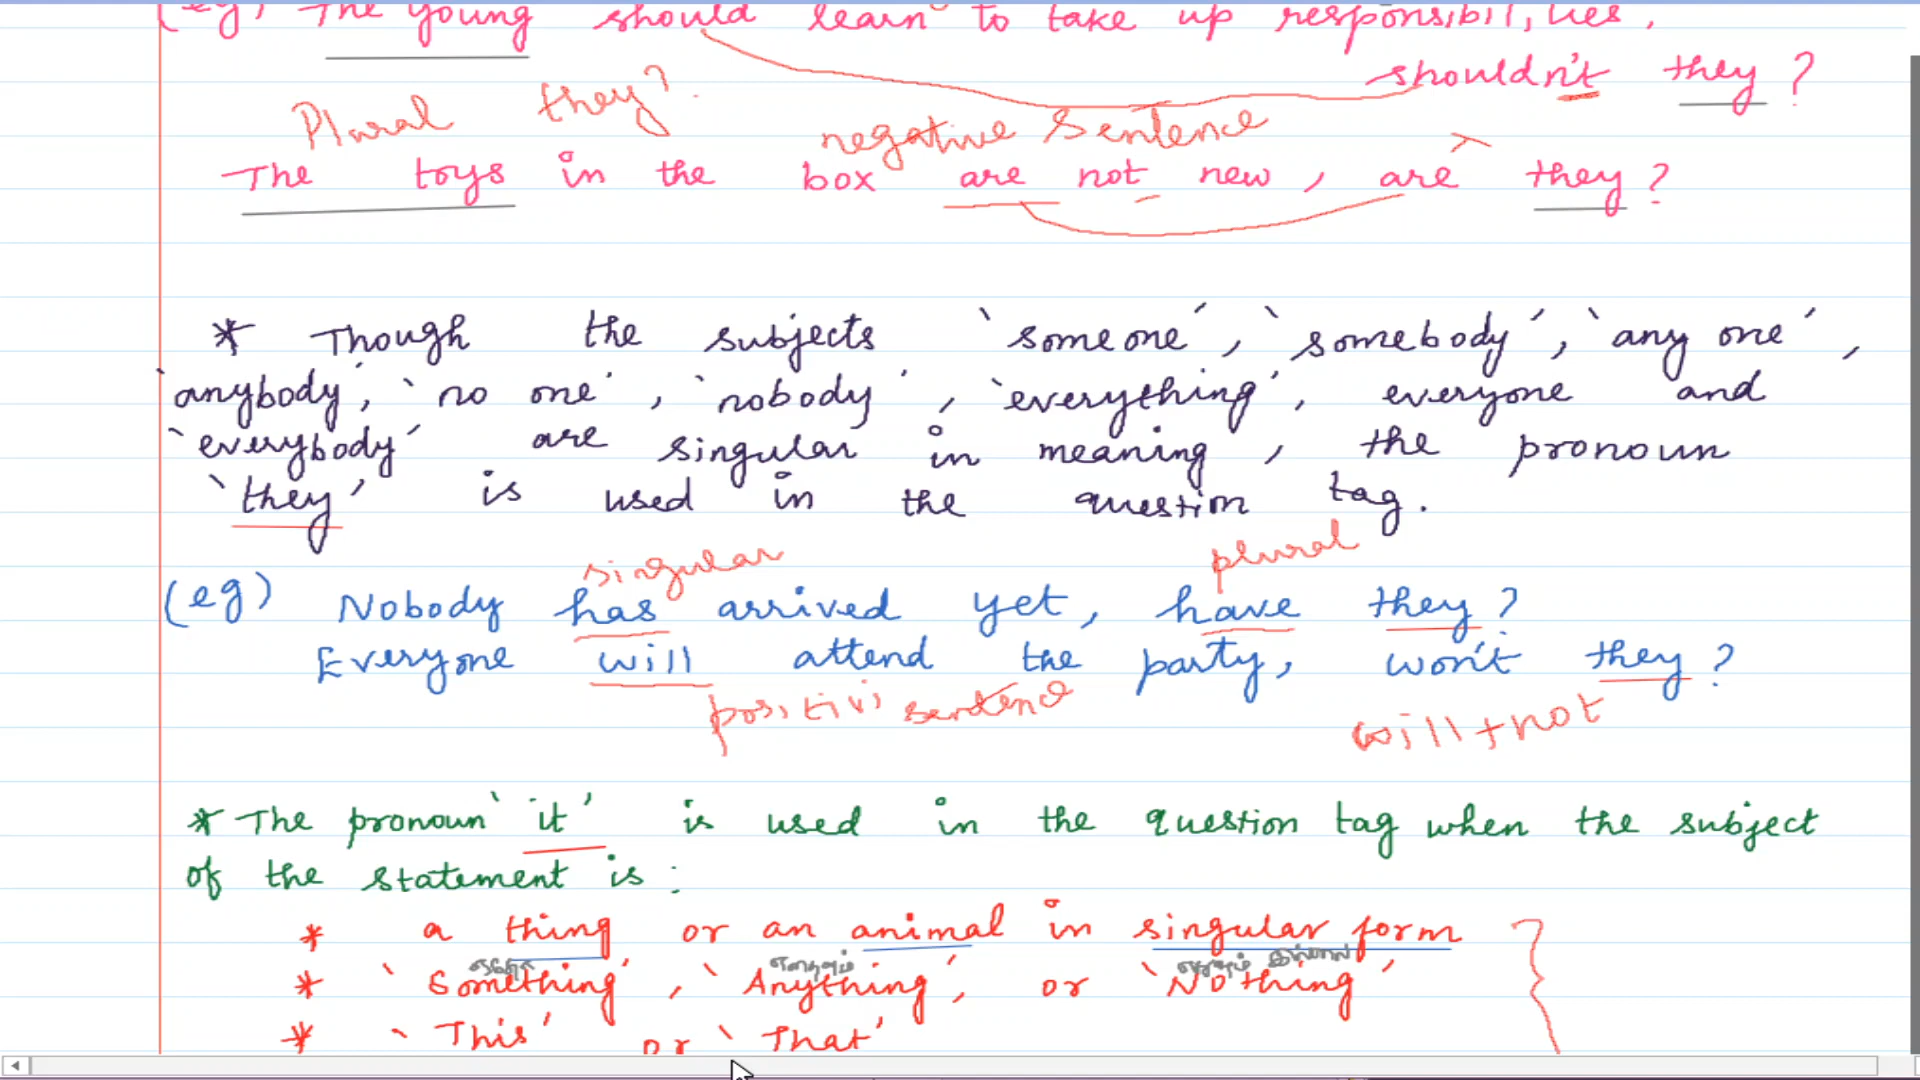 (eg) The young should learn to take up responsibilities,
shouldn't they ?
Plural they?
negative Sentence
The toys in the box are not new, are they?
* Though the subjects `someone', `somebody', `any one',
`anybody', `no one', `nobody', `everything', everyone and
`everybody' are singular in meaning, the pronoun
`they' is used in the question tag.
singular plural
(eg) Nobody has arrived yet, have they?
Everyone will attend the party, won't they?
positivi sentence will+not
* The pronoun `it' is used in the question tag when the subject
of the statement is :
* a thing or an animal in singular form
* `Something', `Anything', or `Nothing'
* `This' or `That'